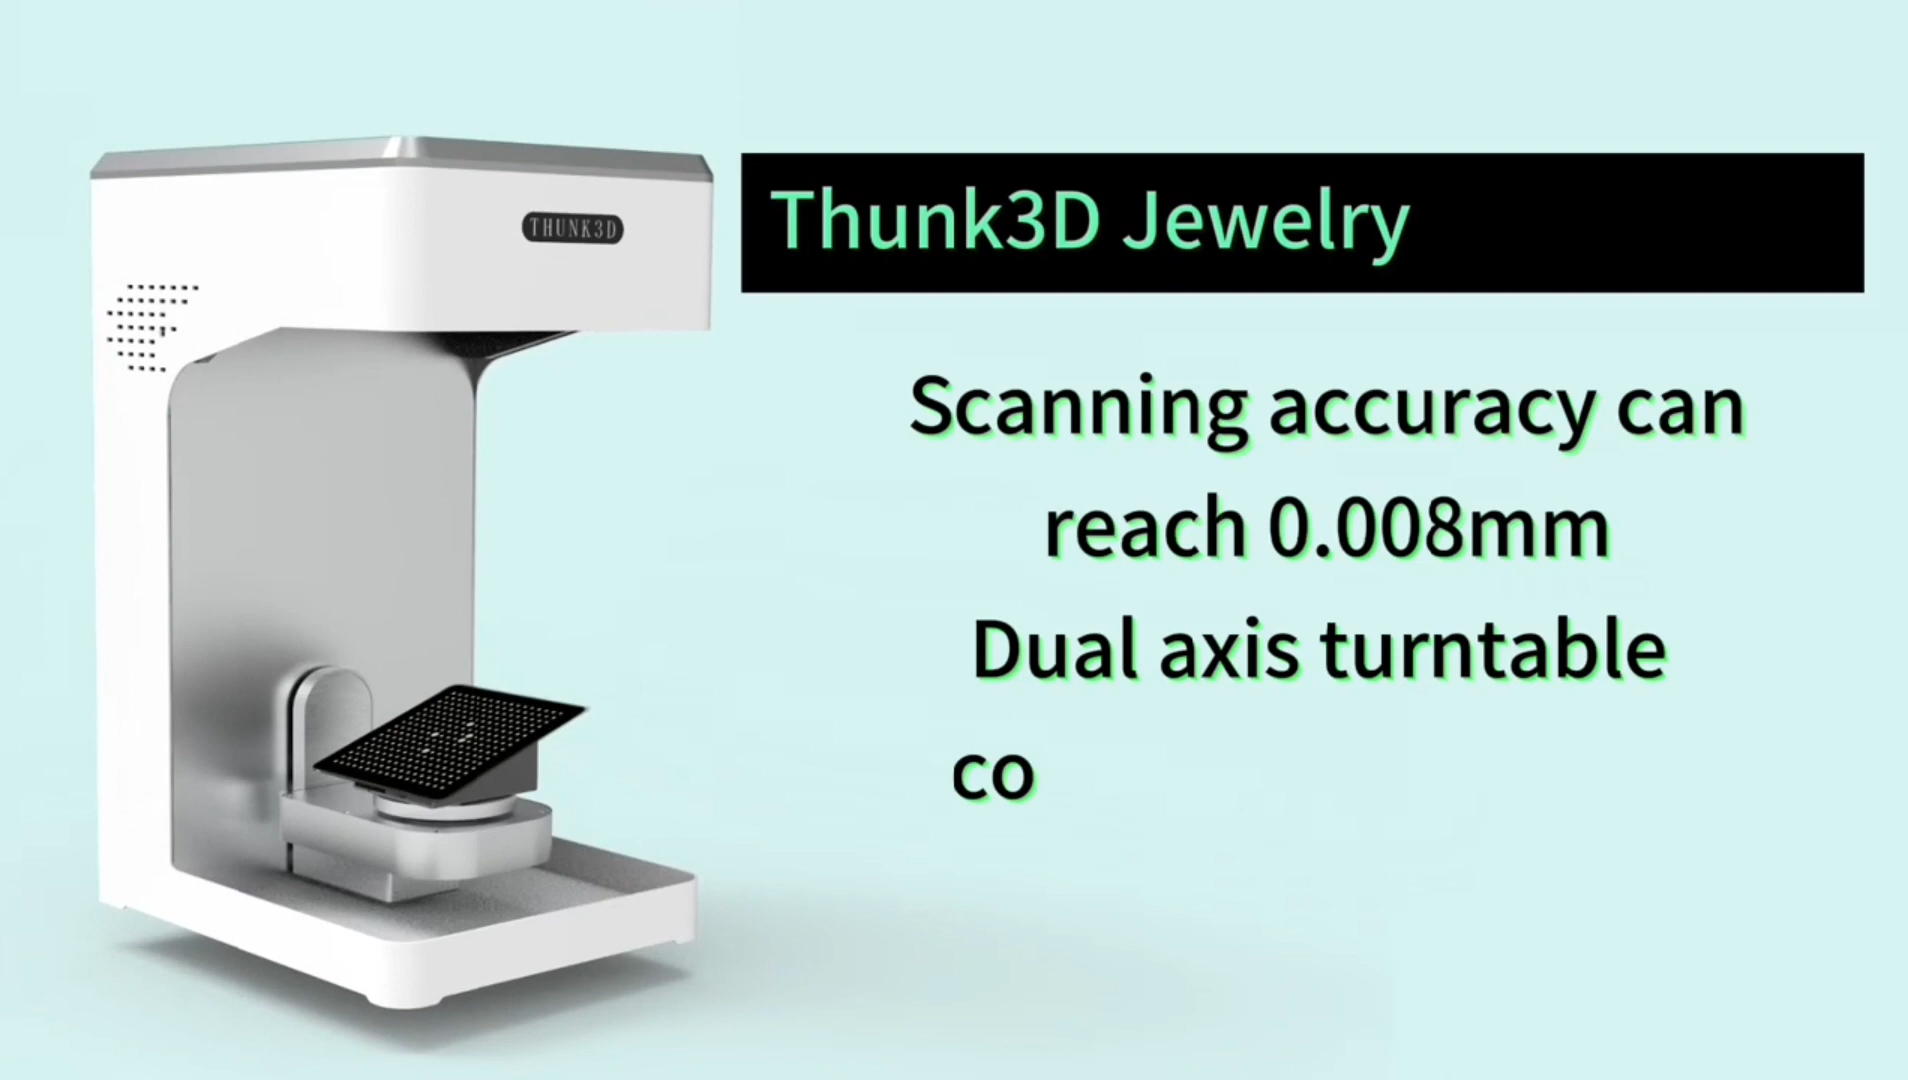 THUNK3D
Thunk3D Jewelry
Scanning accuracy can
reach 0.008mm
Dual axis turntable
co